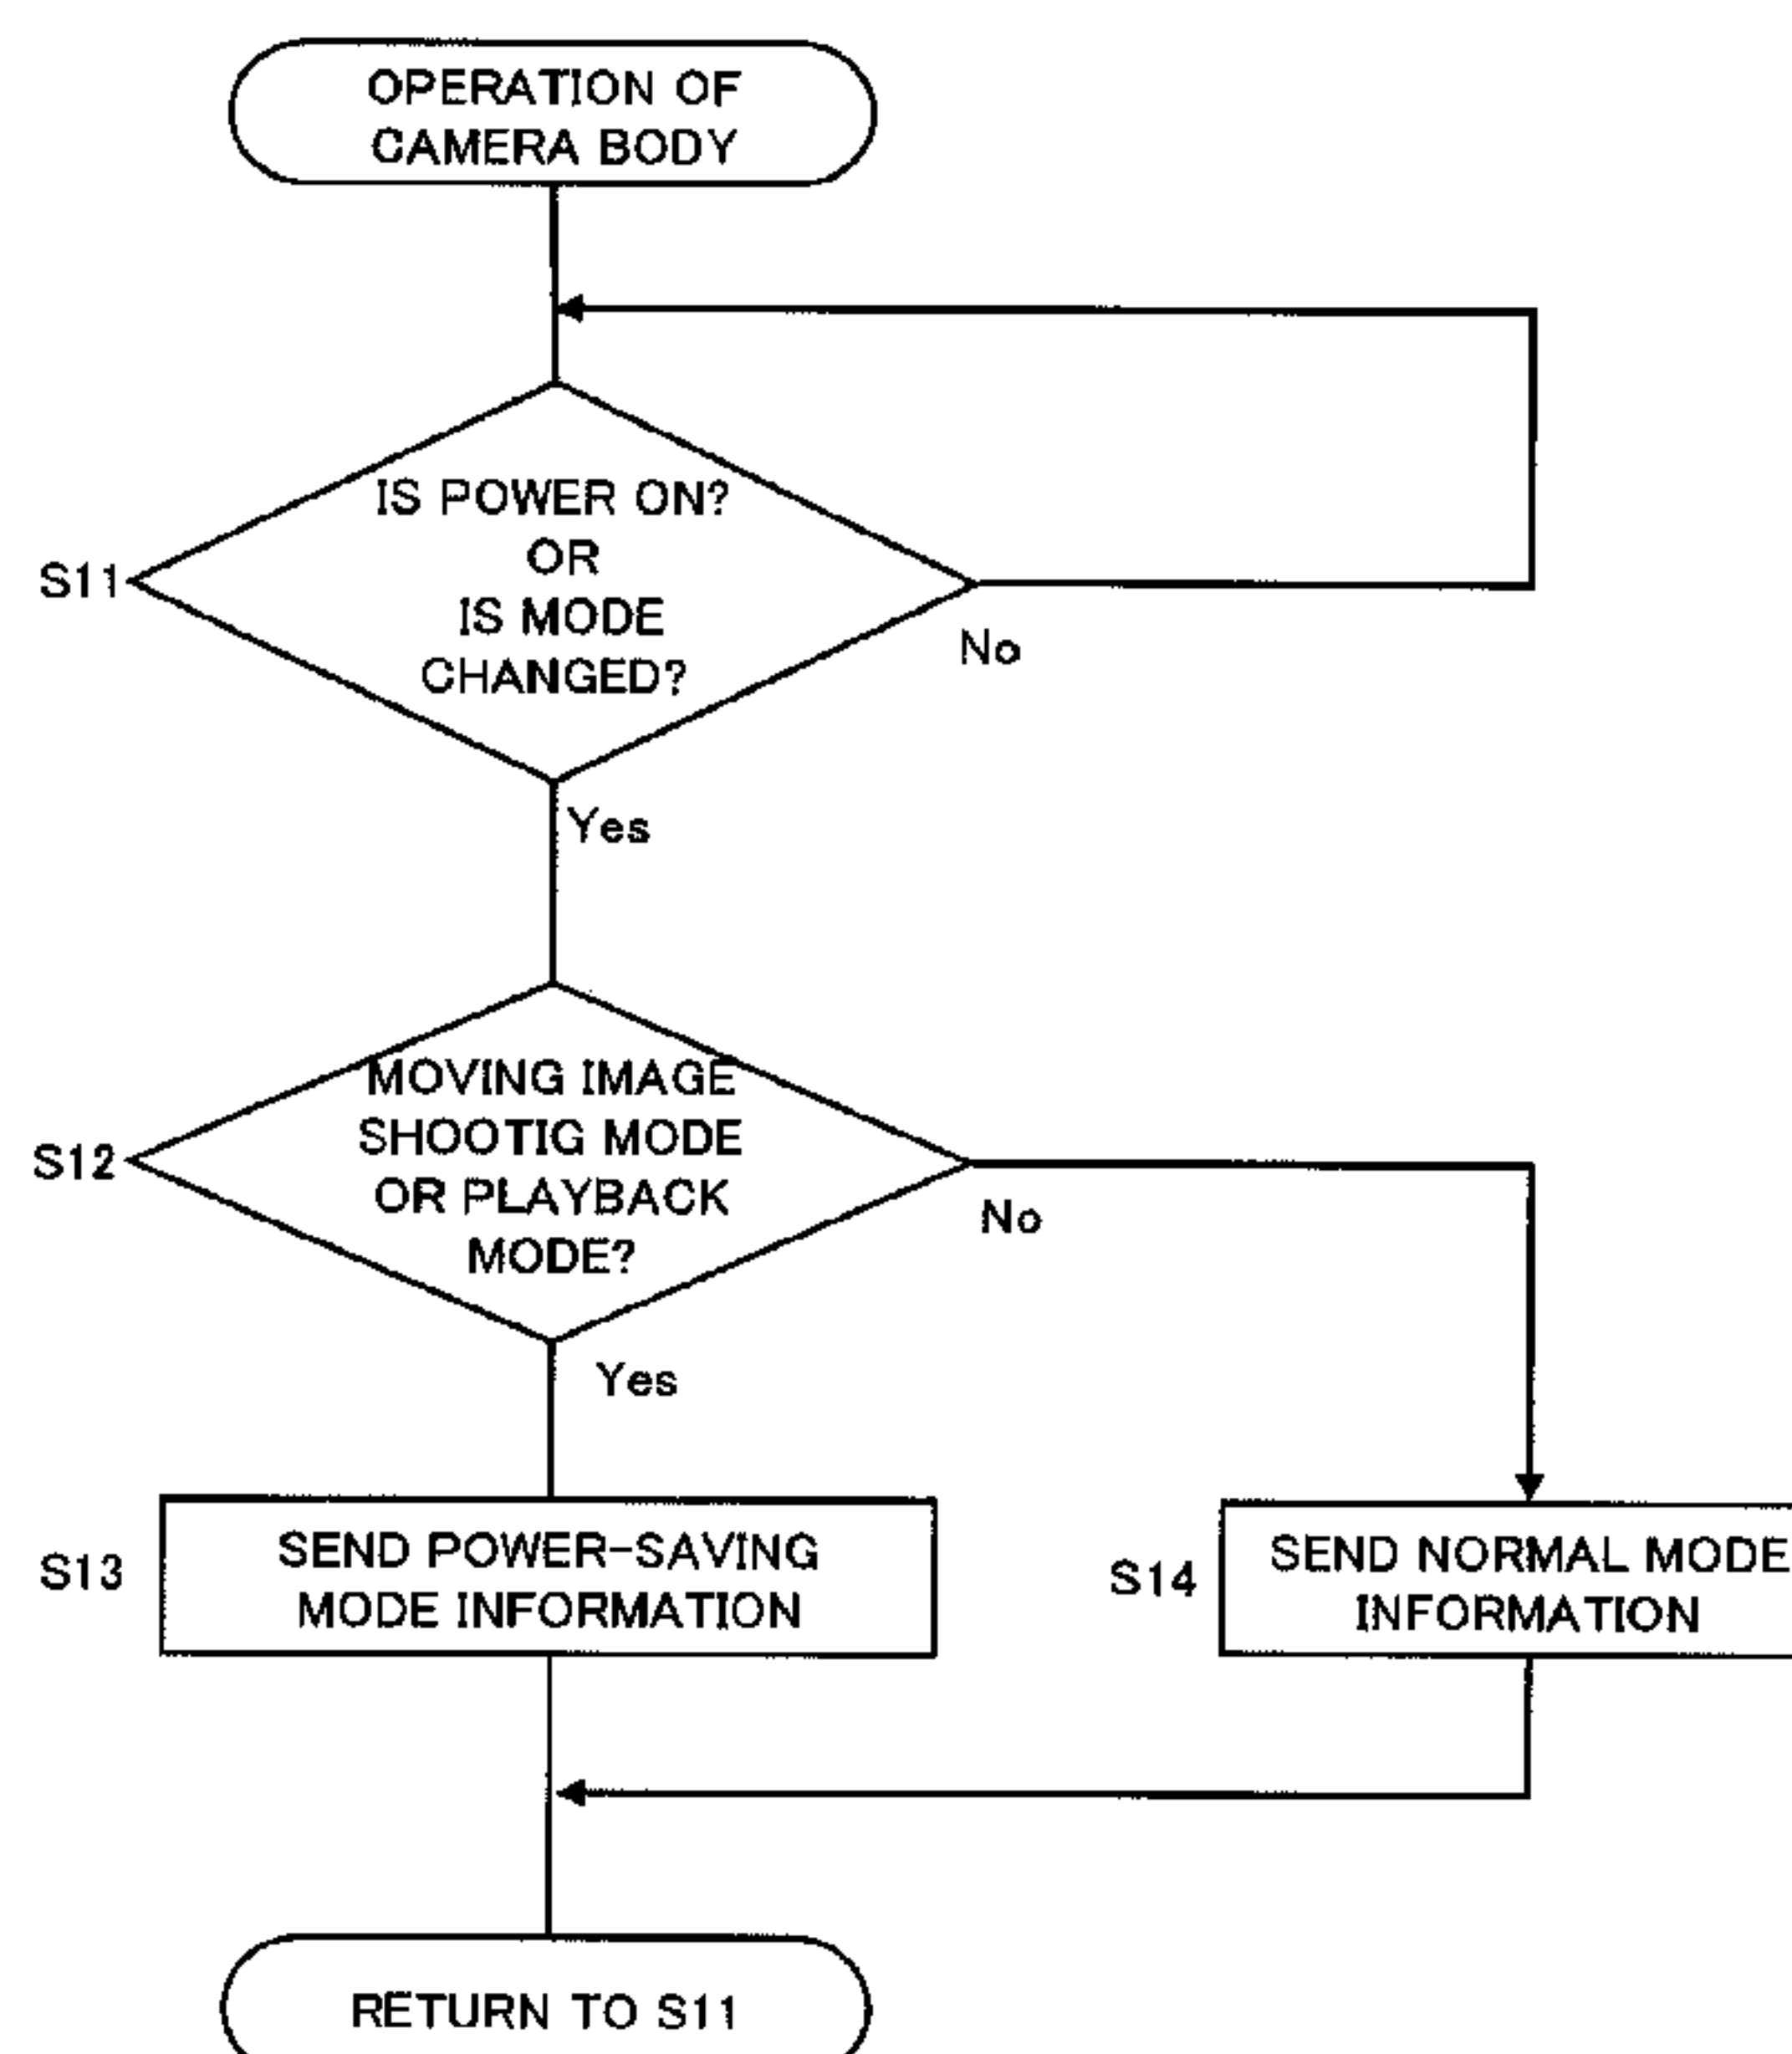 OPERATION OF
CAMERA BODY
S11
IS POWER ON?
OR
IS MODE
CHANGED?
No
Yes
S12
MOVING IMAGE
SHOOTIG MODE
OR PLAYBACK
MODE?
No
Yes
S13
SEND POWER-SAVING
MODE INFORMATION
S14
SEND NORMAL MODE
INFORMATION
RETURN TO S11